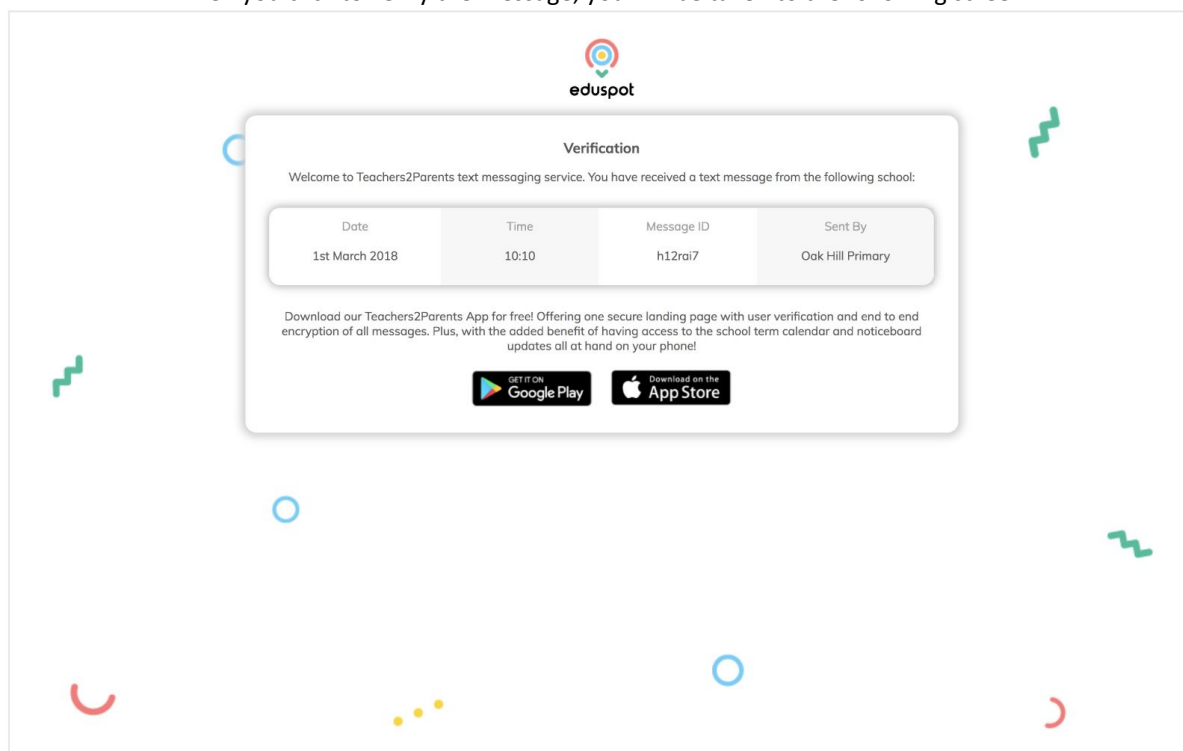 eduspot
Verification
Welcome to Teachers2Parents text messaging service. You have received a text message from the following school:
Date Time Message ID Sent By
1st March 2018 10:10 h12rai7 Oak Hill Primary
Download our Teachers2Parents App for free! Offering one secure landing page with user verification and end to end
encryption of all messages. Plus, with the added benefit of having access to the school term calendar and noticeboard
updates all at hand on your phone!
GET IT ON
Google Play
Download on the
App Store